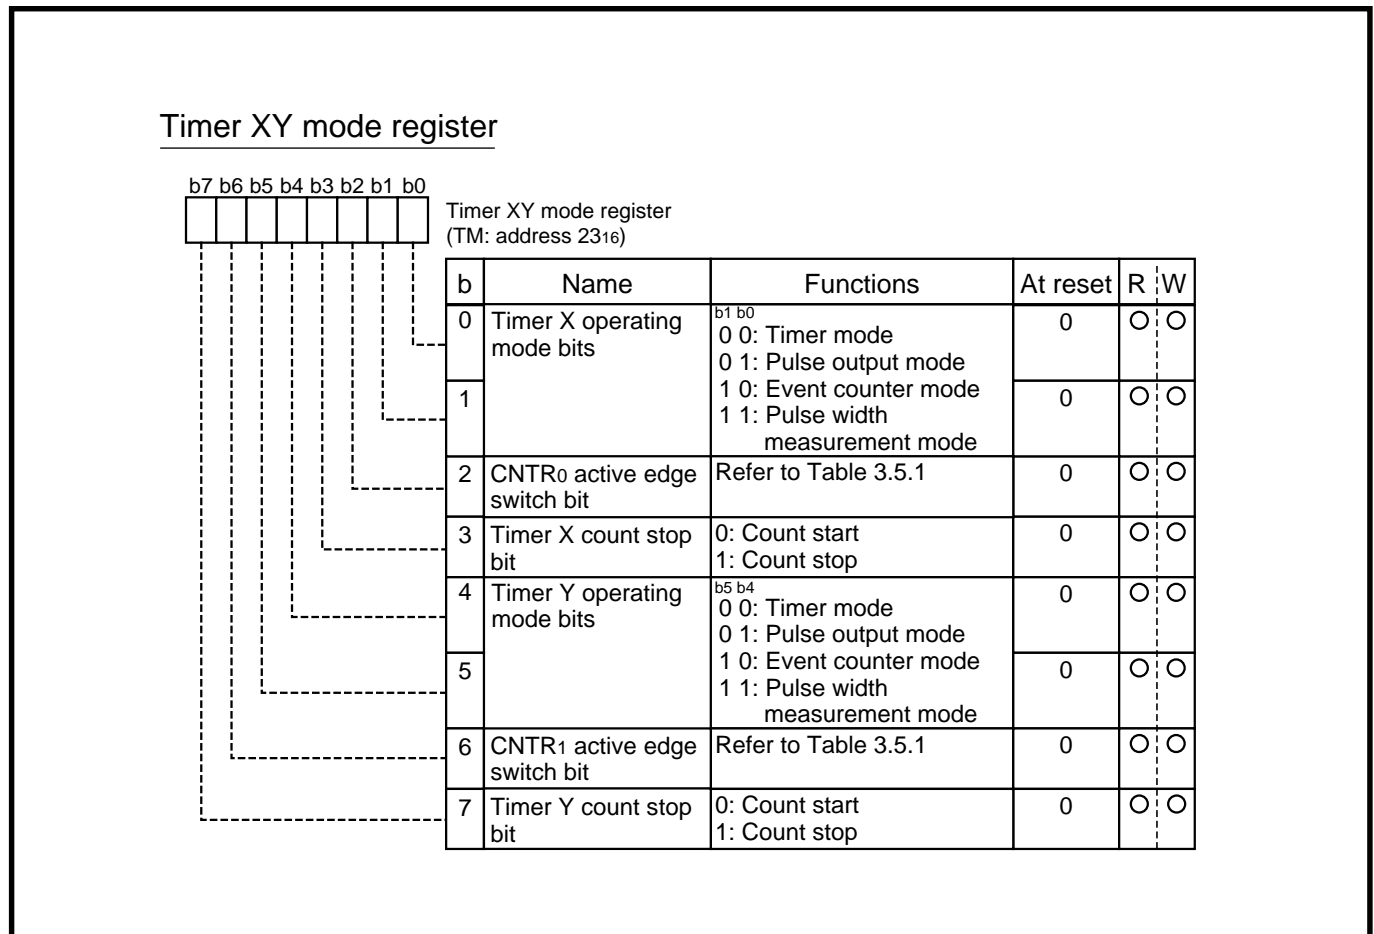 Timer XY mode register
b7 b6 b5 b4 b3 b2 b1 b0
Timer XY mode register
(TM: address 2316)
b Name Functions At reset R W
0 Timer X operating mode bits b1 b0 0 ○ ○
0 0: Timer mode
0 1: Pulse output mode
1 1 0: Event counter mode 0 ○ ○
1 1: Pulse width
measurement mode
2 CNTR0 active edge Refer to Table 3.5.1 0 ○ ○
switch bit
3 Timer X count stop 0: Count start 0 ○ ○
bit 1: Count stop
4 Timer Y operating mode bits b5 b4 0 ○ ○
0 0: Timer mode
0 1: Pulse output mode
5 1 0: Event counter mode 0 ○ ○
1 1: Pulse width
measurement mode
6 CNTR1 active edge Refer to Table 3.5.1 0 ○ ○
switch bit
7 Timer Y count stop 0: Count start 0 ○ ○
bit 1: Count stop